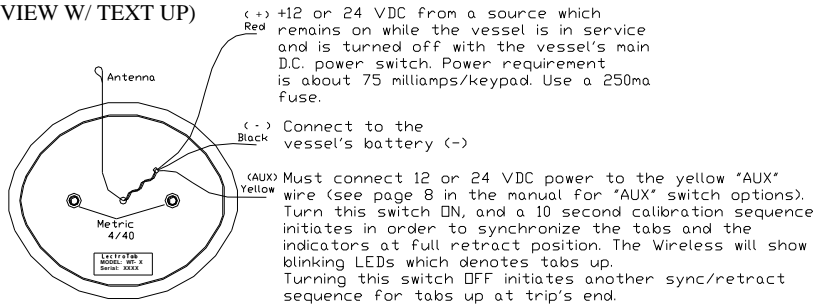 VIEW W/ TEXT UP)
(+) +12 or 24 VDC from a source which
Red remains on while the vessel is in service
and is turned off with the vessel's main
D.C. power switch. Power requirement
is about 75 milliamps/keypad. Use a 250ma
fuse.
Antenna
(-) Connect to the
Black vessel's battery (-)
(AUX) Must connect 12 or 24 VDC power to the yellow "AUX"
Yellow wire (see page 8 in the manual for "AUX" switch options).
Turn this switch ON, and a 10 second calibration sequence
initiates in order to synchronize the tabs and the
indicators at full retract position. The Wireless will show
blinking LEDs which denotes tabs up.
Turning this switch OFF initiates another sync/retract
sequence for tabs up at trip's end.
Metric
4/40
LectroTab
MODEL: WT- X
Serial: XXXX